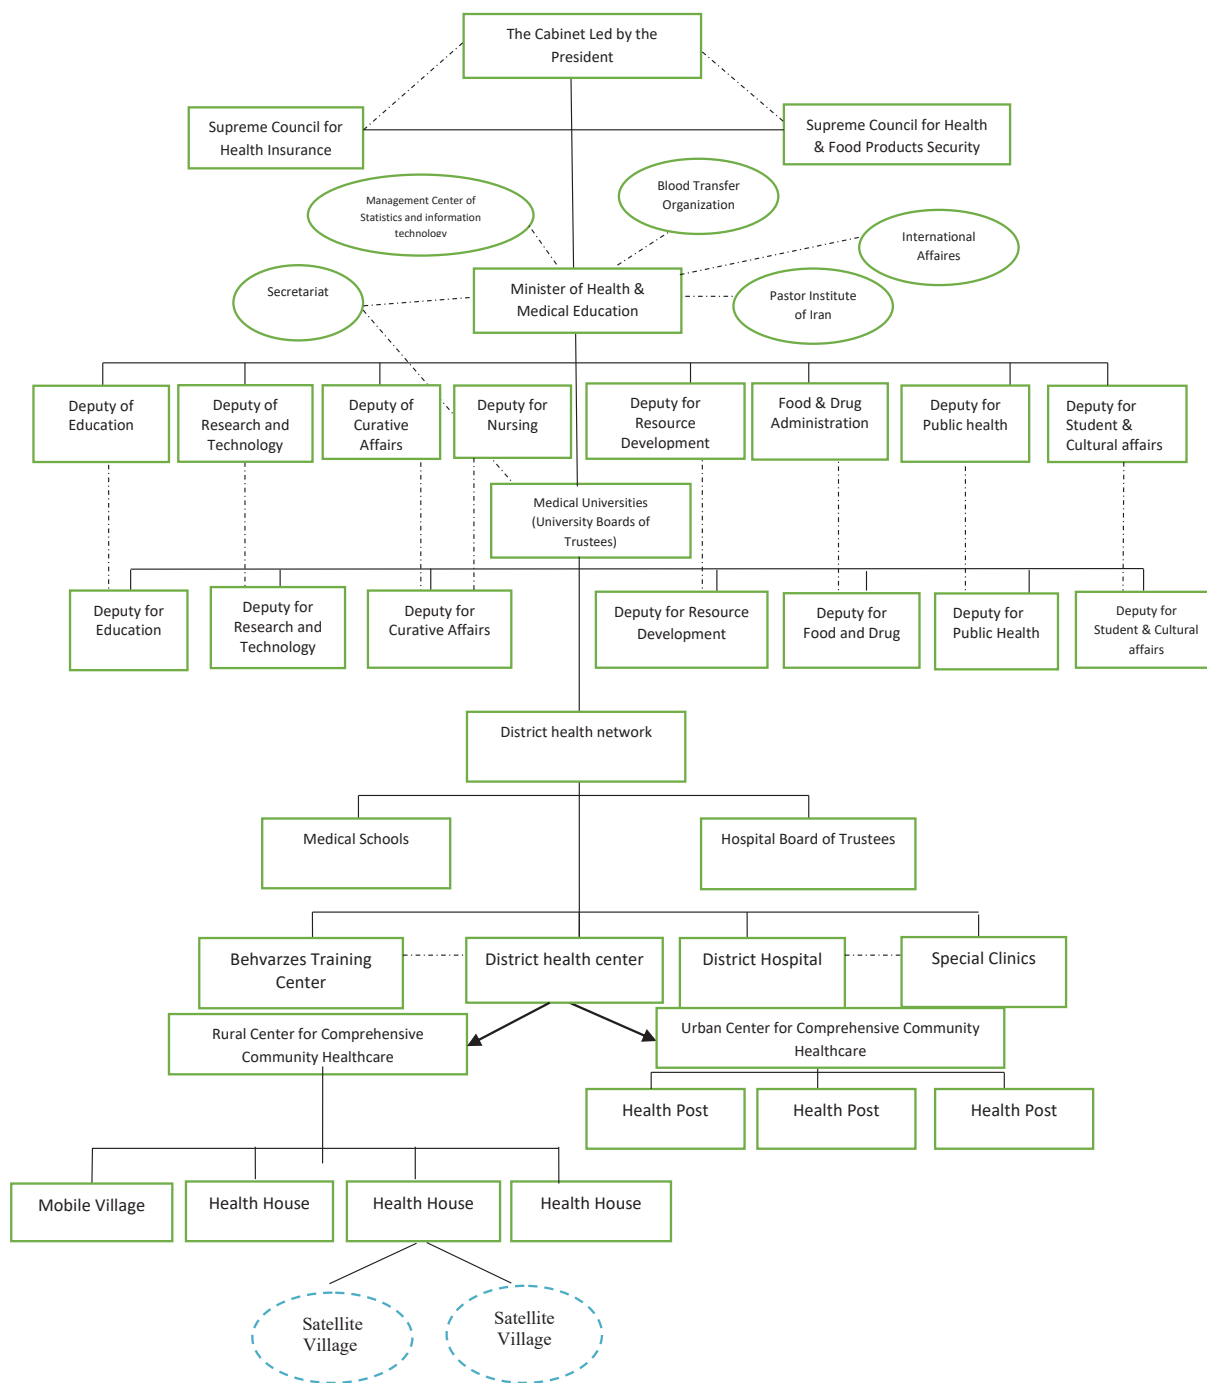 The Cabinet Led by the
President
Supreme Council for
Health Insurance
Supreme Council for Health
& Food Products Security
Management Center of
Statistics and information
technology
Blood Transfer
Organization
International
Affaires
Secretariat
Minister of Health &
Medical Education
Pastor Institute
of Iran
Deputy of
Education
Deputy of
Research and
Technology
Deputy of
Curative
Affairs
Deputy for
Nursing
Deputy for
Resource
Development
Food & Drug
Administration
Deputy for
Public health
Deputy for
Student &
Cultural affairs
Medical Universities
(University Boards of
Trustees)
Deputy for
Education
Deputy for
Research and
Technology
Deputy for
Curative Affairs
Deputy for Resource
Development
Deputy for
Food and Drug
Deputy for
Public Health
Deputy for
Student & Cultural
affairs
District health network
Medical Schools
Hospital Board of Trustees
Behvarzes Training
Center
District health center
District Hospital
Special Clinics
Rural Center for Comprehensive
Community Healthcare
Urban Center for Comprehensive Community
Healthcare
Health Post
Health Post
Health Post
Mobile Village
Health House
Health House
Health House
Satellite
Village
Satellite
Village